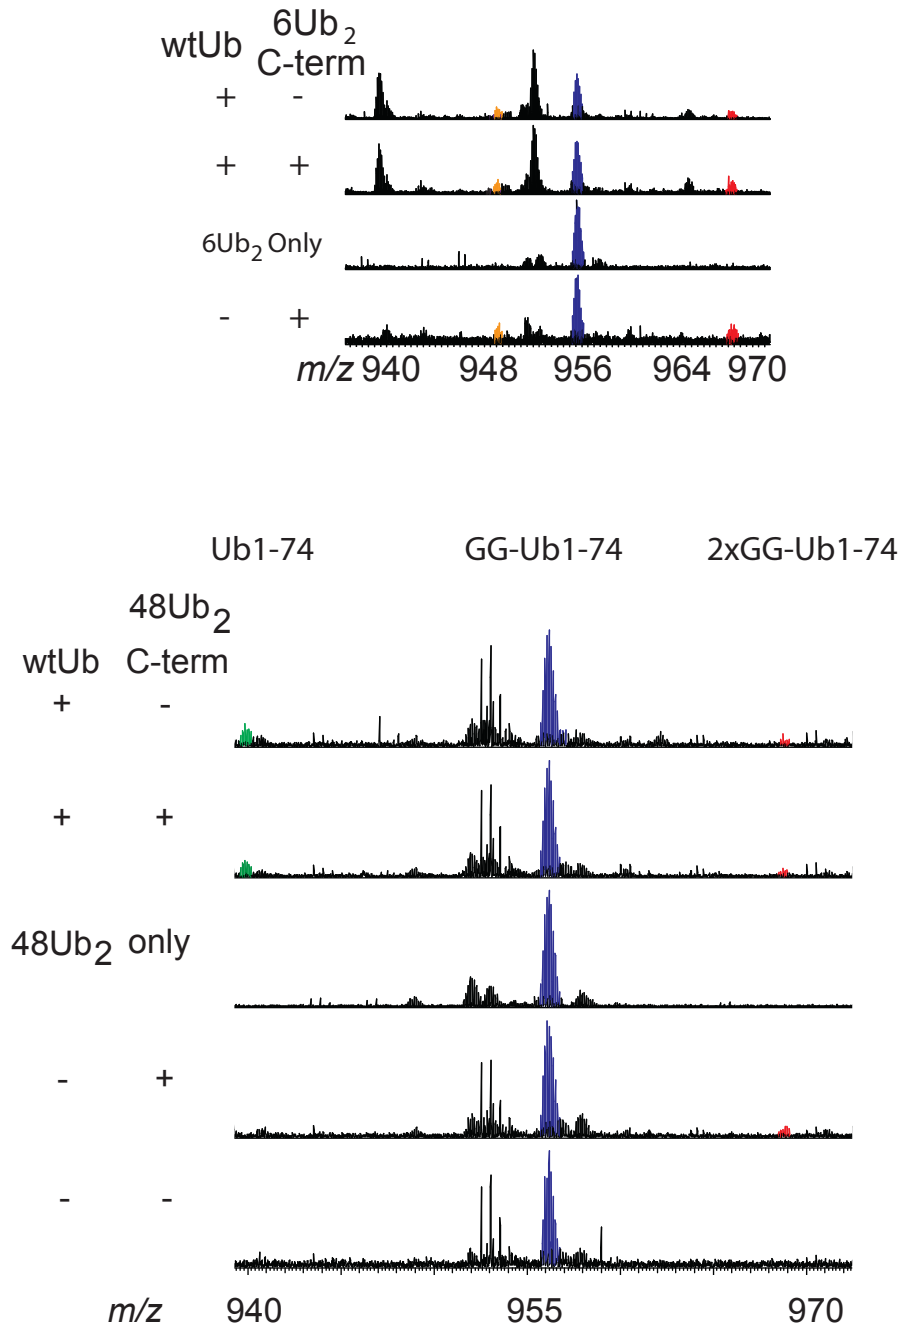 wtUb 6Ub2
C-term
+ -
+ +
6Ub2 Only
- +
m/z 940 948 956 964 970
Ub1-74 GG-Ub1-74 2xGG-Ub1-74
48Ub2
wtUb C-term
+ -
+ +
48Ub2 only
- +
- -
m/z 940 955 970